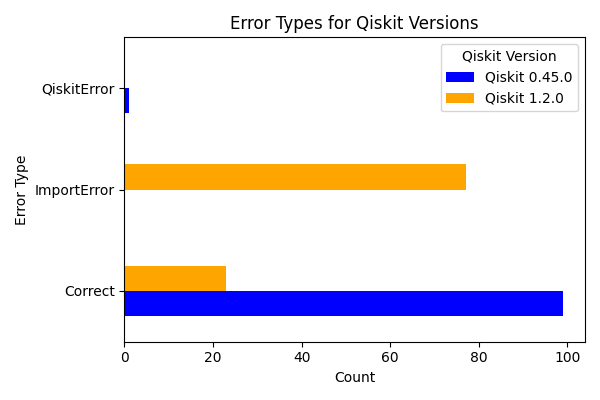 Error Types for Qiskit Versions
Qiskit Version
Qiskit 0.45.0
Qiskit 1.2.0
Error Type
QiskitError
ImportError
Correct
0 20 40 60 80 100
Count